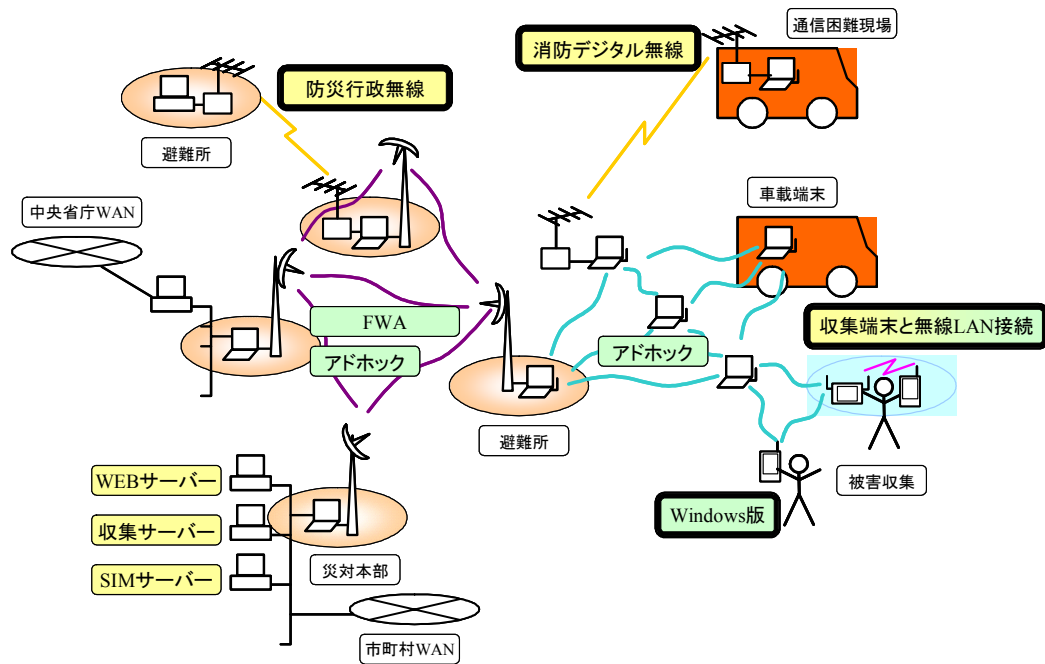 通信困難現場
消防デジタル無線
防災行政無線
避難所
中央省庁WAN
車載端末
FWA
収集端末と無線LAN接続
アドホック
アドホック
避難所
WEBサーバー
被害収集
Windows版
収集サーバー
災対本部
SIMサーバー
市町村WAN